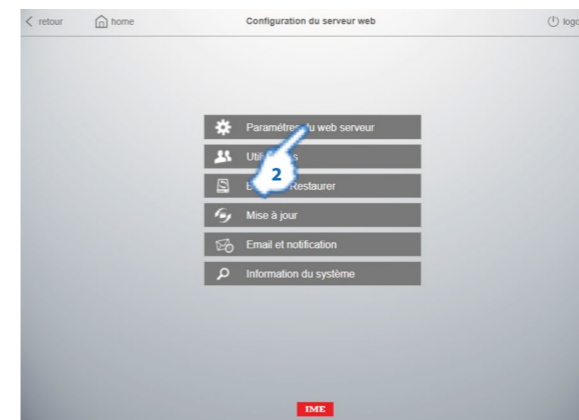 retour home Configuration du serveur web
Paramètres du web serveur
2
Restaurer
Mise à jour
Email et notification
Information du système
IME